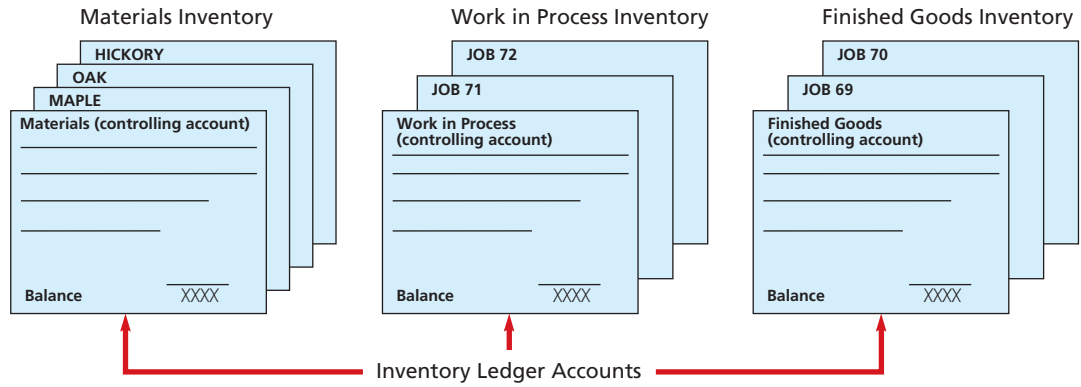 Materials Inventory
HICKORY
OAK
MAPLE
Materials (controlling account)
Balance XXXX
Work in Process Inventory
JOB 72
JOB 71
Work in Process
(controlling account)
Balance XXXX
Finished Goods Inventory
JOB 70
JOB 69
Finished Goods
(controlling account)
Balance XXXX
Inventory Ledger Accounts